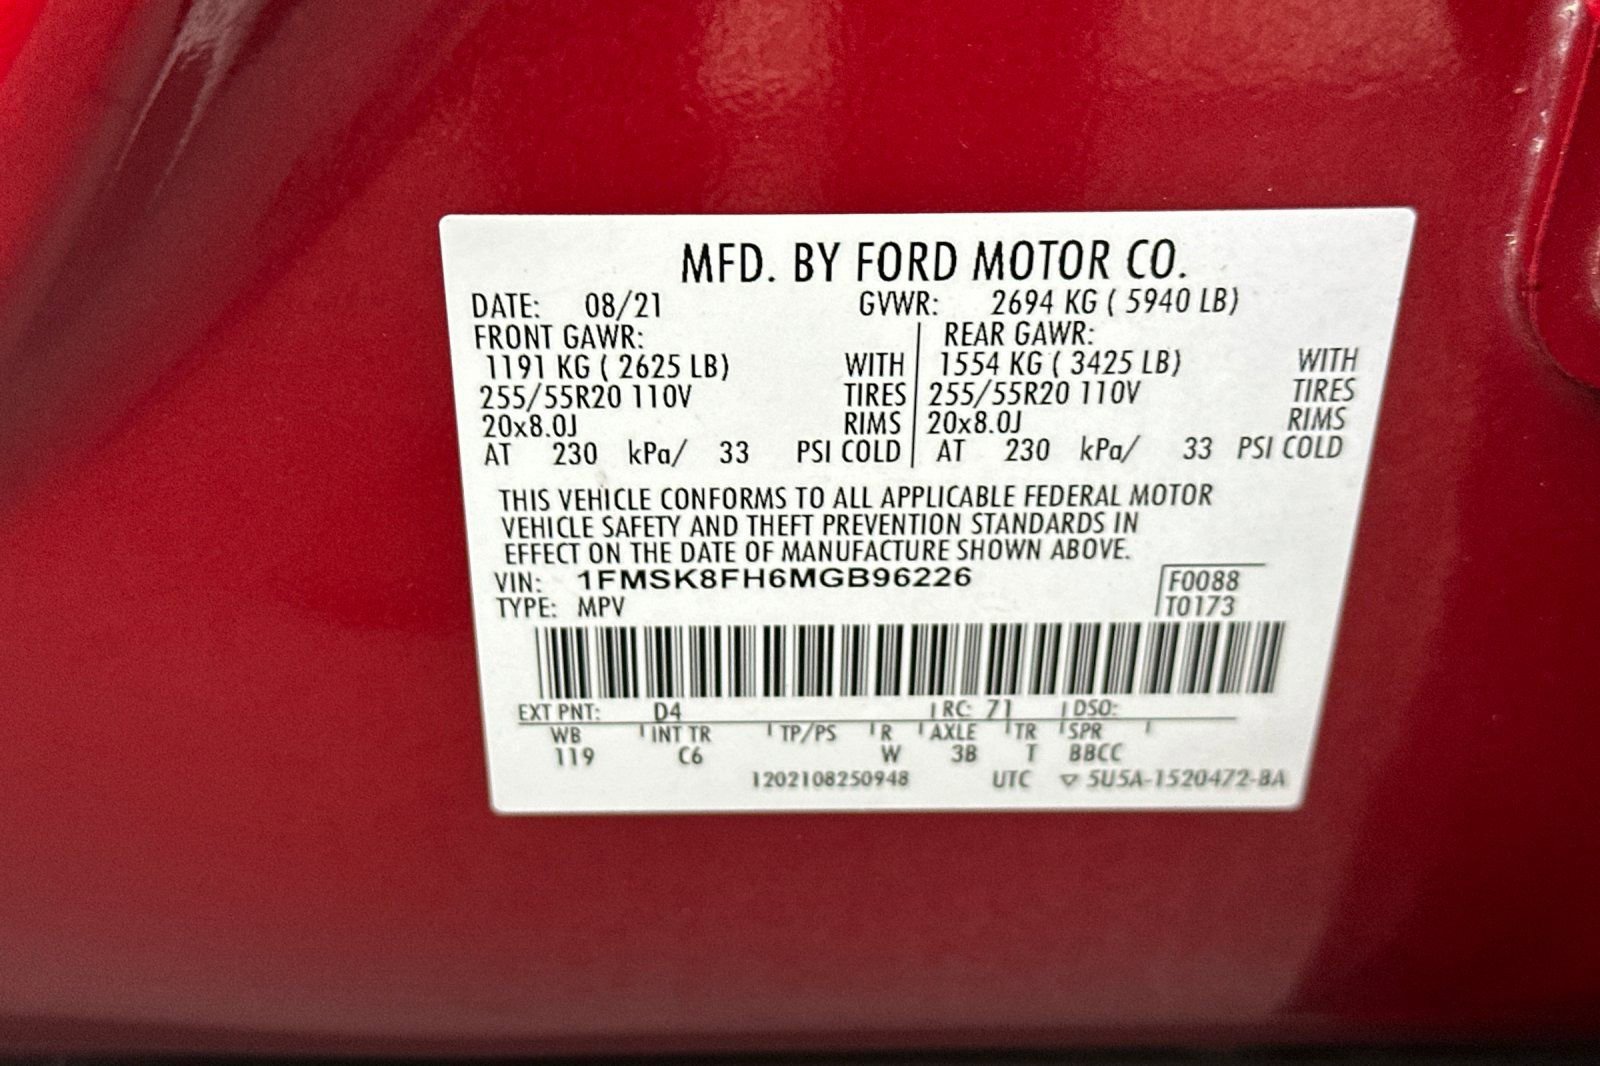 MFD. BY FORD MOTOR CO.
DATE: 08/21 GVWR: 2694 KG ( 5940 LB)
FRONT GAWR: REAR GAWR:
1191 KG ( 2625 LB) WITH 1554 KG ( 3425 LB) WITH
255/55R20 110V TIRES 255/55R20 110V TIRES
20x8.0J RIMS 20x8.0J RIMS
AT 230 kPa/ 33 PSI COLD AT 230 kPa/ 33 PSI COLD
THIS VEHICLE CONFORMS TO ALL APPLICABLE FEDERAL MOTOR
VEHICLE SAFETY AND THEFT PREVENTION STANDARDS IN
EFFECT ON THE DATE OF MANUFACTURE SHOWN ABOVE.
VIN: 1FMSK8FH6MGB96226 F0088
TYPE: MPV T0173
EXT PNT: D4 RC: 71 DSO:
WB INT TR TP/PS R AXLE TR SPR
119 C6 W 3B T BBCC
1202108250948 UTC ▽ 5U5A-1520472-BA